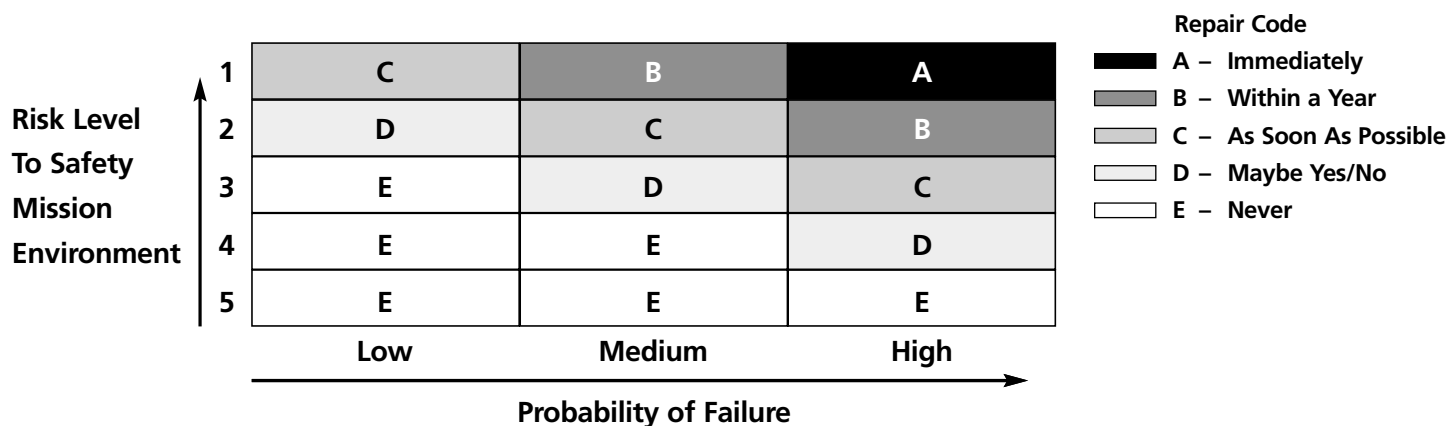 Repair Code
A – Immediately
B – Within a Year
C – As Soon As Possible
D – Maybe Yes/No
E – Never
Risk Level
To Safety
Mission
Environment
1 C B A
2 D C B
3 E D C
4 E E D
5 E E E
Low Medium High
Probability of Failure